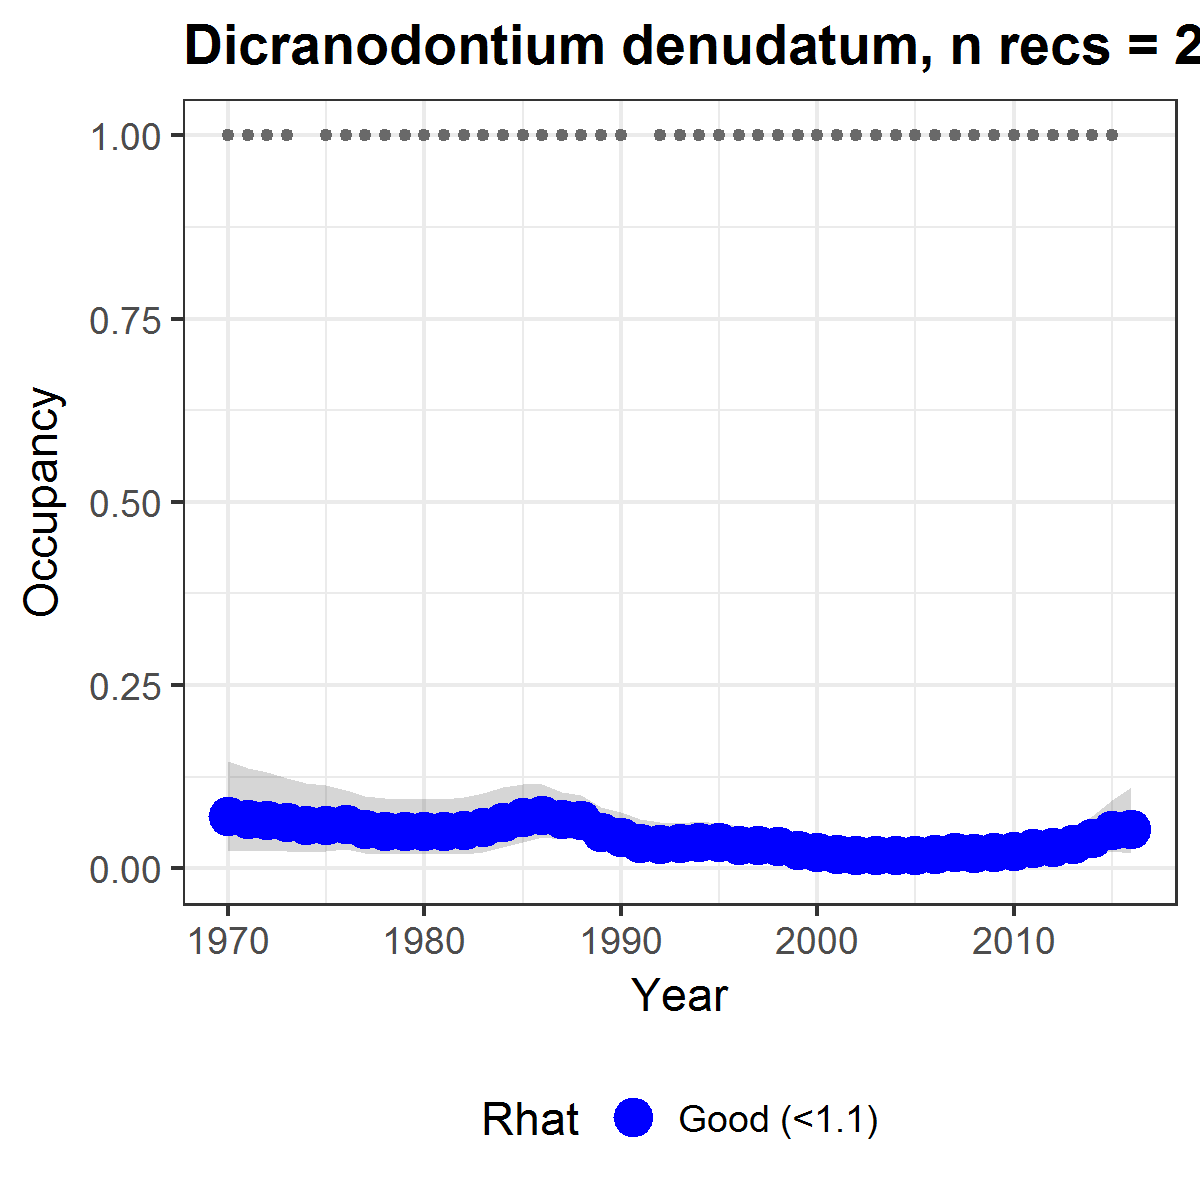 Dicranodontium denudatum, n recs = 2
1.00
0.75
0.50
0.25
0.00
Occupancy
1970 1980 1990 2000 2010
Year
Rhat Good (<1.1)